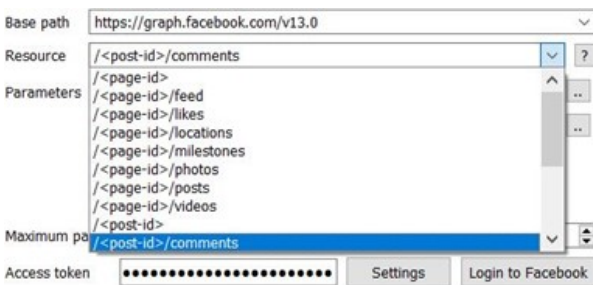 Base path https://graph.facebook.com/v13.0
Resource /<post-id>/comments ?
/<page-id>
Parameters /<page-id>/feed ..
/<page-id>/likes
/<page-id>/locations ..
/<page-id>/milestones
/<page-id>/photos
/<page-id>/posts
/<page-id>/videos
/<post-id>
Maximum pa /<post-id>/comments
Access token ●●●●●●●●●●●●●●●●●●●●●●● Settings Login to Facebook